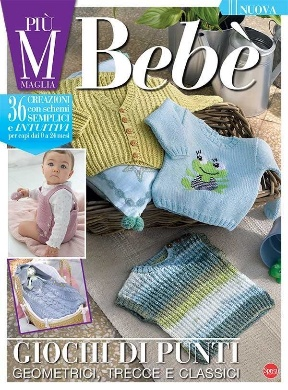 PIÙ
M
MAGLIA
Bebè
NUOVA
36 CREAZIONI
con schemi
SEMPLICI
e INTUITIVI
per capi dai 0 a 24 mesi
GIOCHI DI PUNTI
GEOMETRICI, TRECCE E CLASSICI
Sprea